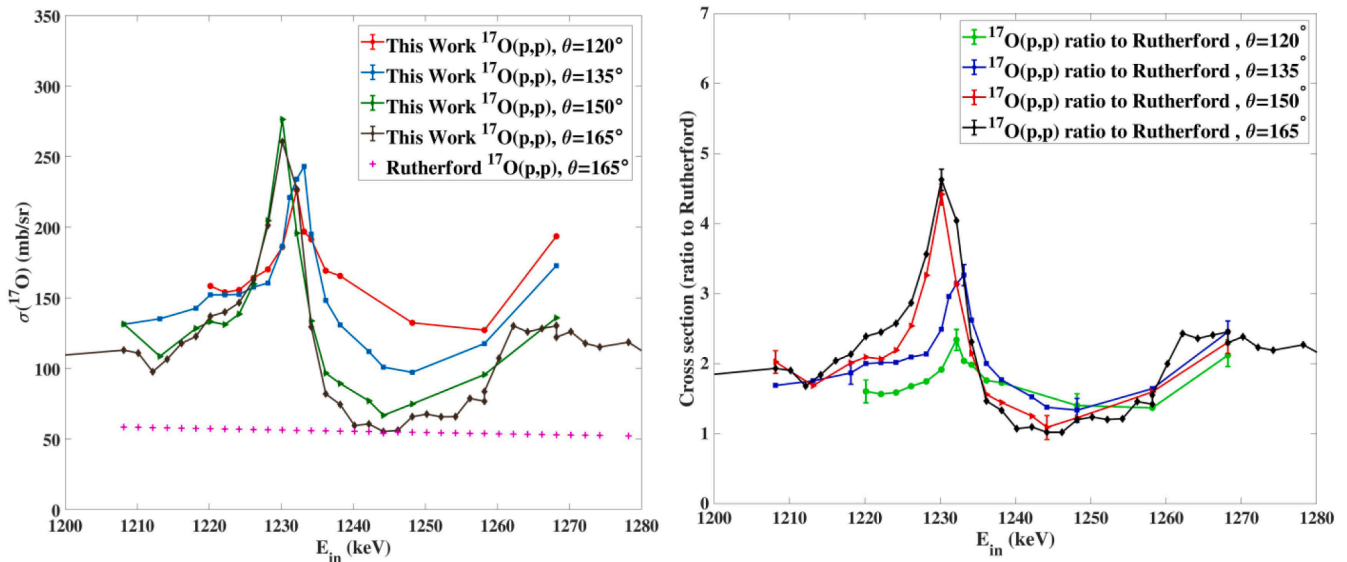 350
300
250
200
150
100
50
0
σ(¹⁷O) (mb/sr)
This Work ¹⁷O(p,p), θ=120°
This Work ¹⁷O(p,p), θ=135°
This Work ¹⁷O(p,p), θ=150°
This Work ¹⁷O(p,p), θ=165°
Rutherford ¹⁷O(p,p), θ=165°
1200 1210 1220 1230 1240 1250 1260 1270 1280
E_in (keV)
7
6
5
4
3
2
1
0
Cross section (ratio to Rutherford)
¹⁷O(p,p) ratio to Rutherford , θ=120°
¹⁷O(p,p) ratio to Rutherford , θ=135°
¹⁷O(p,p) ratio to Rutherford , θ=150°
¹⁷O(p,p) ratio to Rutherford , θ=165°
1200 1210 1220 1230 1240 1250 1260 1270 1280
E_in (keV)